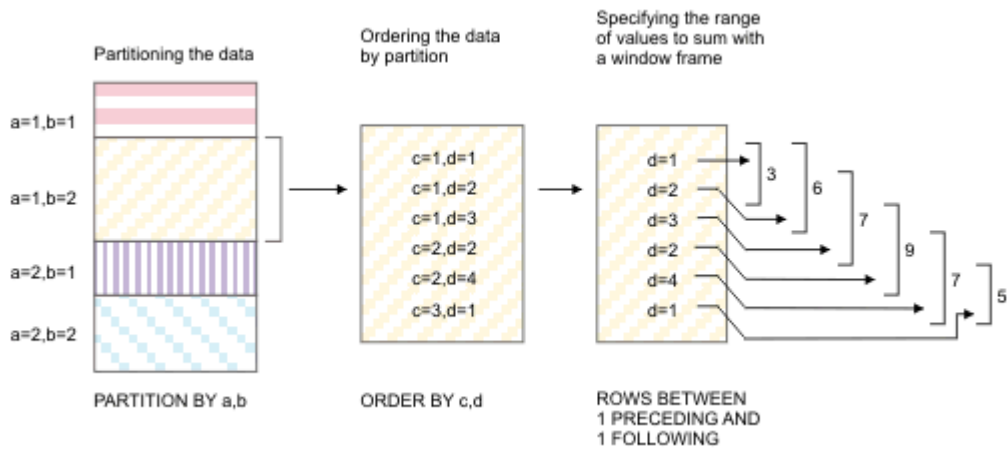 Partitioning the data
a=1,b=1
a=1,b=2
a=2,b=1
a=2,b=2
PARTITION BY a,b
Ordering the data
by partition
c=1,d=1
c=1,d=2
c=1,d=3
c=2,d=2
c=2,d=4
c=3,d=1
ORDER BY c,d
Specifying the range
of values to sum with
a window frame
d=1
d=2
d=3
d=2
d=4
d=1
3
6
7
9
7
5
ROWS BETWEEN
1 PRECEDING AND
1 FOLLOWING